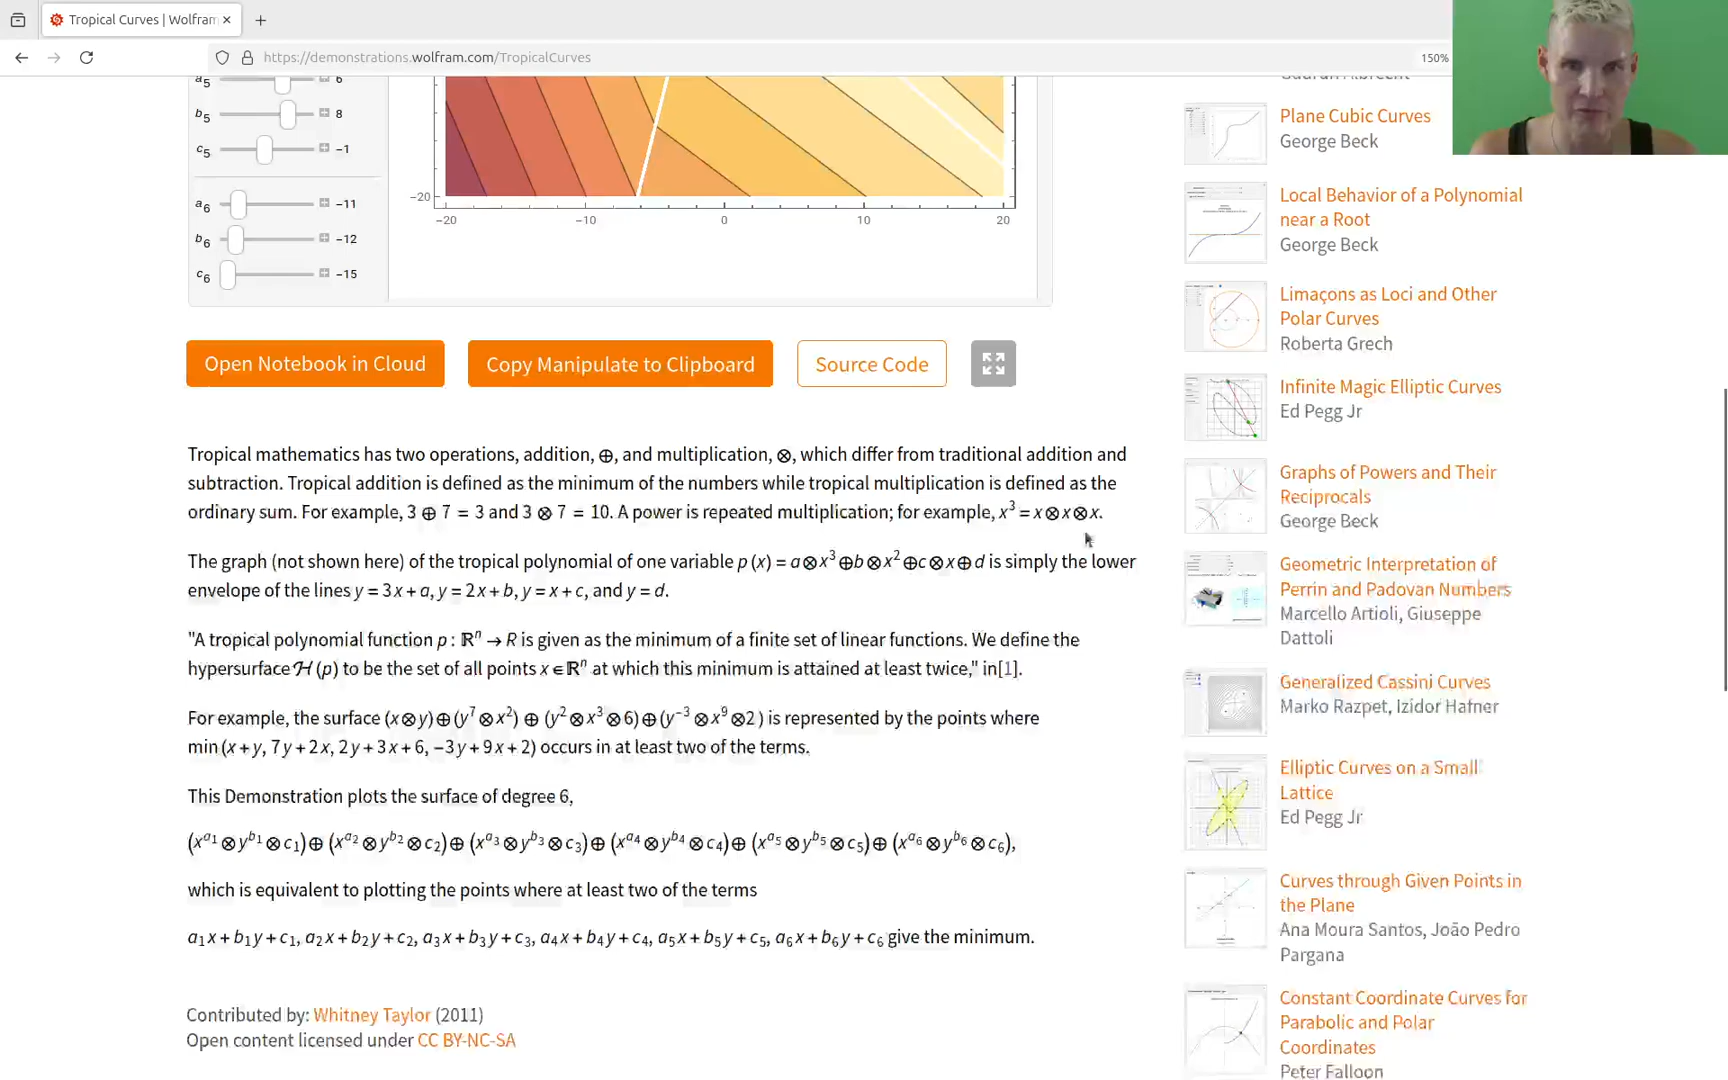 Tropical Curves | Wolfram
https://demonstrations.wolfram.com/TropicalCurves
150%
a5 6
b5 8
c5 −1
a6 −11
b6 −12
c6 −15
−20
−20 −10 0 10 20
Open Notebook in Cloud
Copy Manipulate to Clipboard
Source Code
Tropical mathematics has two operations, addition, ⊕, and multiplication, ⊗, which differ from traditional addition and
subtraction. Tropical addition is defined as the minimum of the numbers while tropical multiplication is defined as the
ordinary sum. For example, 3 ⊕ 7 = 3 and 3 ⊗ 7 = 10. A power is repeated multiplication; for example, x³ = x⊗x⊗x.
The graph (not shown here) of the tropical polynomial of one variable p (x) = a⊗x³⊕b⊗x²⊕c⊗x⊕d is simply the lower
envelope of the lines y = 3x + a, y = 2x + b, y = x + c, and y = d.
"A tropical polynomial function p : ℝⁿ → R is given as the minimum of a finite set of linear functions. We define the
hypersurface ℋ (p) to be the set of all points x ∈ ℝⁿ at which this minimum is attained at least twice," in[1].
For example, the surface (x⊗y)⊕(y⁷⊗x²)⊕(y²⊗x³⊗6)⊕(y⁻³⊗x⁹⊗2) is represented by the points where
min (x + y, 7y + 2x, 2y + 3x + 6, −3y + 9x + 2) occurs in at least two of the terms.
This Demonstration plots the surface of degree 6,
(x^a1⊗y^b1⊗c1)⊕(x^a2⊗y^b2⊗c2)⊕(x^a3⊗y^b3⊗c3)⊕(x^a4⊗y^b4⊗c4)⊕(x^a5⊗y^b5⊗c5)⊕(x^a6⊗y^b6⊗c6),
which is equivalent to plotting the points where at least two of the terms
a1x + b1y + c1, a2x + b2y + c2, a3x + b3y + c3, a4x + b4y + c4, a5x + b5y + c5, a6x + b6y + c6 give the minimum.
Contributed by: Whitney Taylor (2011)
Open content licensed under CC BY-NC-SA
Plane Cubic Curves
George Beck
Local Behavior of a Polynomial
near a Root
George Beck
Limaçons as Loci and Other
Polar Curves
Roberta Grech
Infinite Magic Elliptic Curves
Ed Pegg Jr
Graphs of Powers and Their
Reciprocals
George Beck
Geometric Interpretation of
Perrin and Padovan Numbers
Marcello Artioli, Giuseppe
Dattoli
Generalized Cassini Curves
Marko Razpet, Izidor Hafner
Elliptic Curves on a Small
Lattice
Ed Pegg Jr
Curves through Given Points in
the Plane
Ana Moura Santos, João Pedro
Pargana
Constant Coordinate Curves for
Parabolic and Polar
Coordinates
Peter Falloon